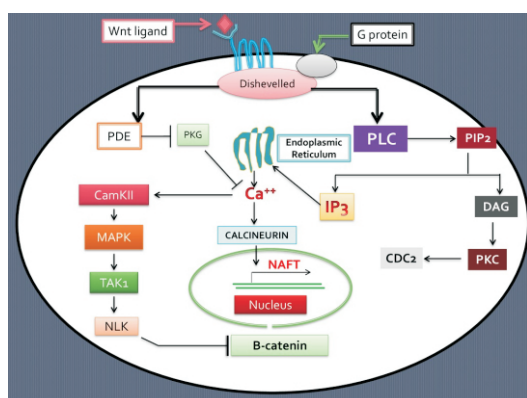 Wnt ligand
G protein
Dishevelled
PDE
PKG
Endoplasmic
Reticulum
PLC
PIP2
CamKII
Ca++
IP3
DAG
MAPK
CALCINEURIN
TAK1
NAFT
CDC2
PKC
Nucleus
NLK
B-catenin